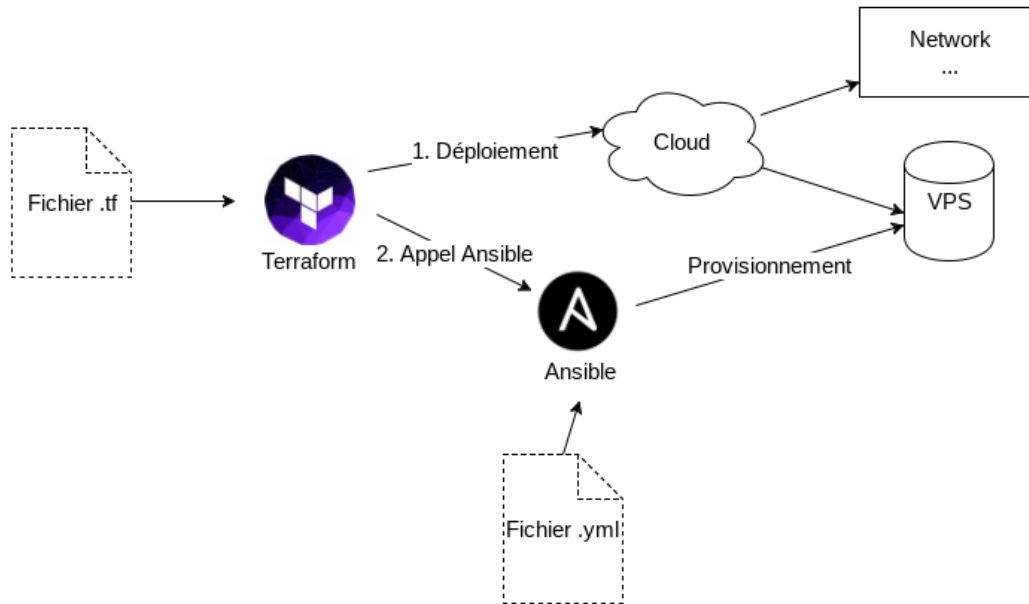 Network
...
1. Déploiement
Cloud
Fichier .tf
VPS
Terraform
2. Appel Ansible
Provisionnement
Ansible
Fichier .yml